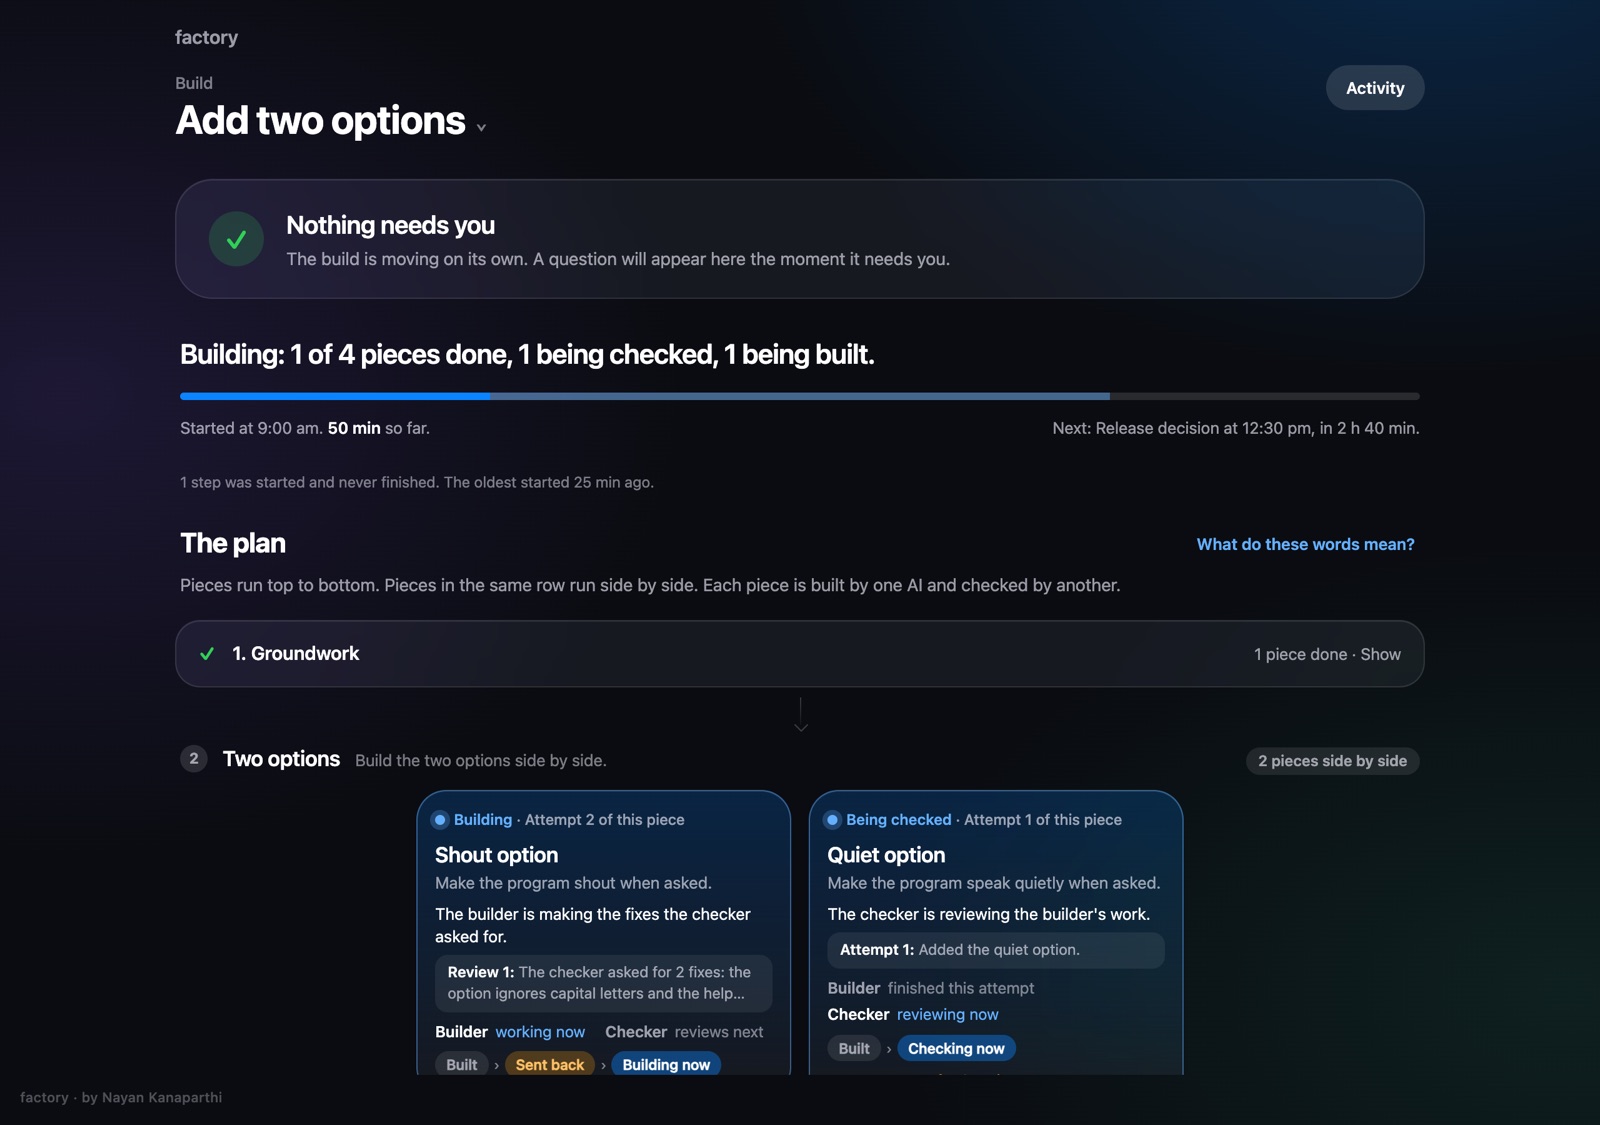 factory
Build
Activity
Add two options
Nothing needs you
The build is moving on its own. A question will appear here the moment it needs you.
Building: 1 of 4 pieces done, 1 being checked, 1 being built.
Started at 9:00 am. 50 min so far.
Next: Release decision at 12:30 pm, in 2 h 40 min.
1 step was started and never finished. The oldest started 25 min ago.
The plan
What do these words mean?
Pieces run top to bottom. Pieces in the same row run side by side. Each piece is built by one AI and checked by another.
1. Groundwork
1 piece done · Show
2
Two options
Build the two options side by side.
2 pieces side by side
Building · Attempt 2 of this piece
Shout option
Make the program shout when asked.
The builder is making the fixes the checker
asked for.
Review 1: The checker asked for 2 fixes: the
option ignores capital letters and the help...
Builder working now Checker reviews next
Built › Sent back › Building now
Being checked · Attempt 1 of this piece
Quiet option
Make the program speak quietly when asked.
The checker is reviewing the builder's work.
Attempt 1: Added the quiet option.
Builder finished this attempt
Checker reviewing now
Built › Checking now
factory · by Nayan Kanaparthi